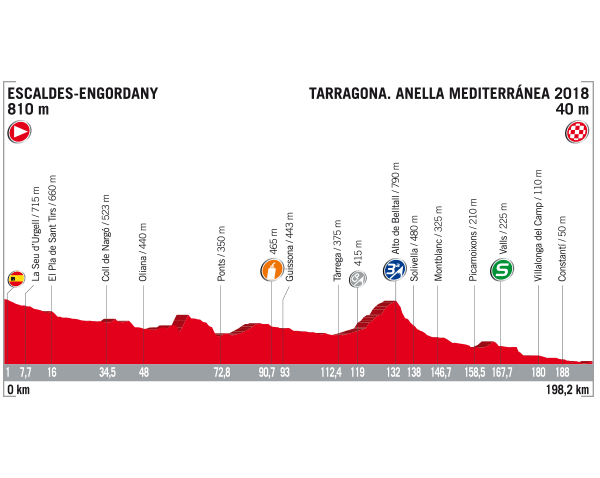 ESCALDES-ENGORDANY
810 m
TARRAGONA. ANELLA MEDITERRÁNEA 2018
40 m
La Seu d'Urgell / 715 m
El Pla de Sant Tirs / 660 m
Coll de Nargó / 523 m
Oliana / 440 m
Ponts / 350 m
465 m
Guissona / 443 m
Tarrega / 375 m
415 m
Alto de Belltall / 790 m
3
Solivella / 480 m
Montblanc / 325 m
Picamoixons / 210 m
Valls / 225 m
S
Villalonga del Camp / 110 m
Constantí / 50 m
1 7,7 16 34,5 48 72,8 90,7 93 112,4 119 132 138 146,7 158,5 167,7 180 188
0 km
198,2 km